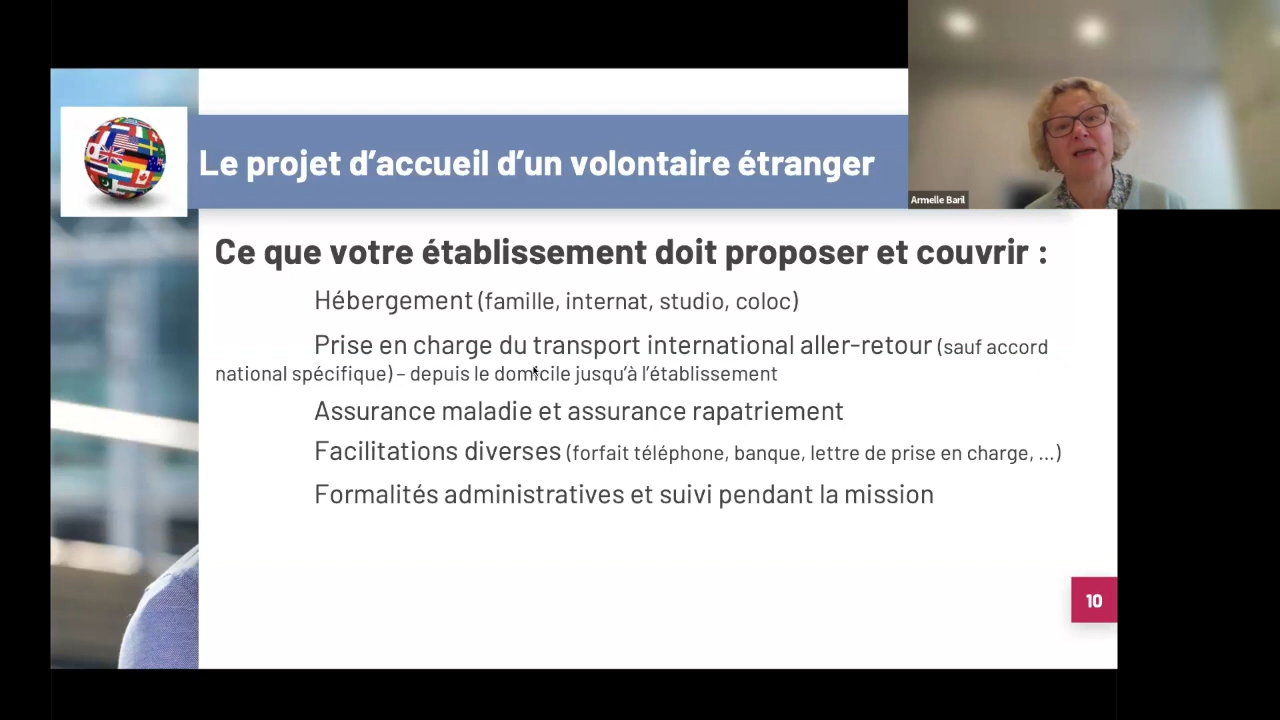 Le projet d’accueil d’un volontaire étranger
Armelle Baril
Ce que votre établissement doit proposer et couvrir :
Hébergement (famille, internat, studio, coloc)
Prise en charge du transport international aller-retour (sauf accord
national spécifique) – depuis le domicile jusqu’à l’établissement
Assurance maladie et assurance rapatriement
Facilitations diverses (forfait téléphone, banque, lettre de prise en charge, ...)
Formalités administratives et suivi pendant la mission
10